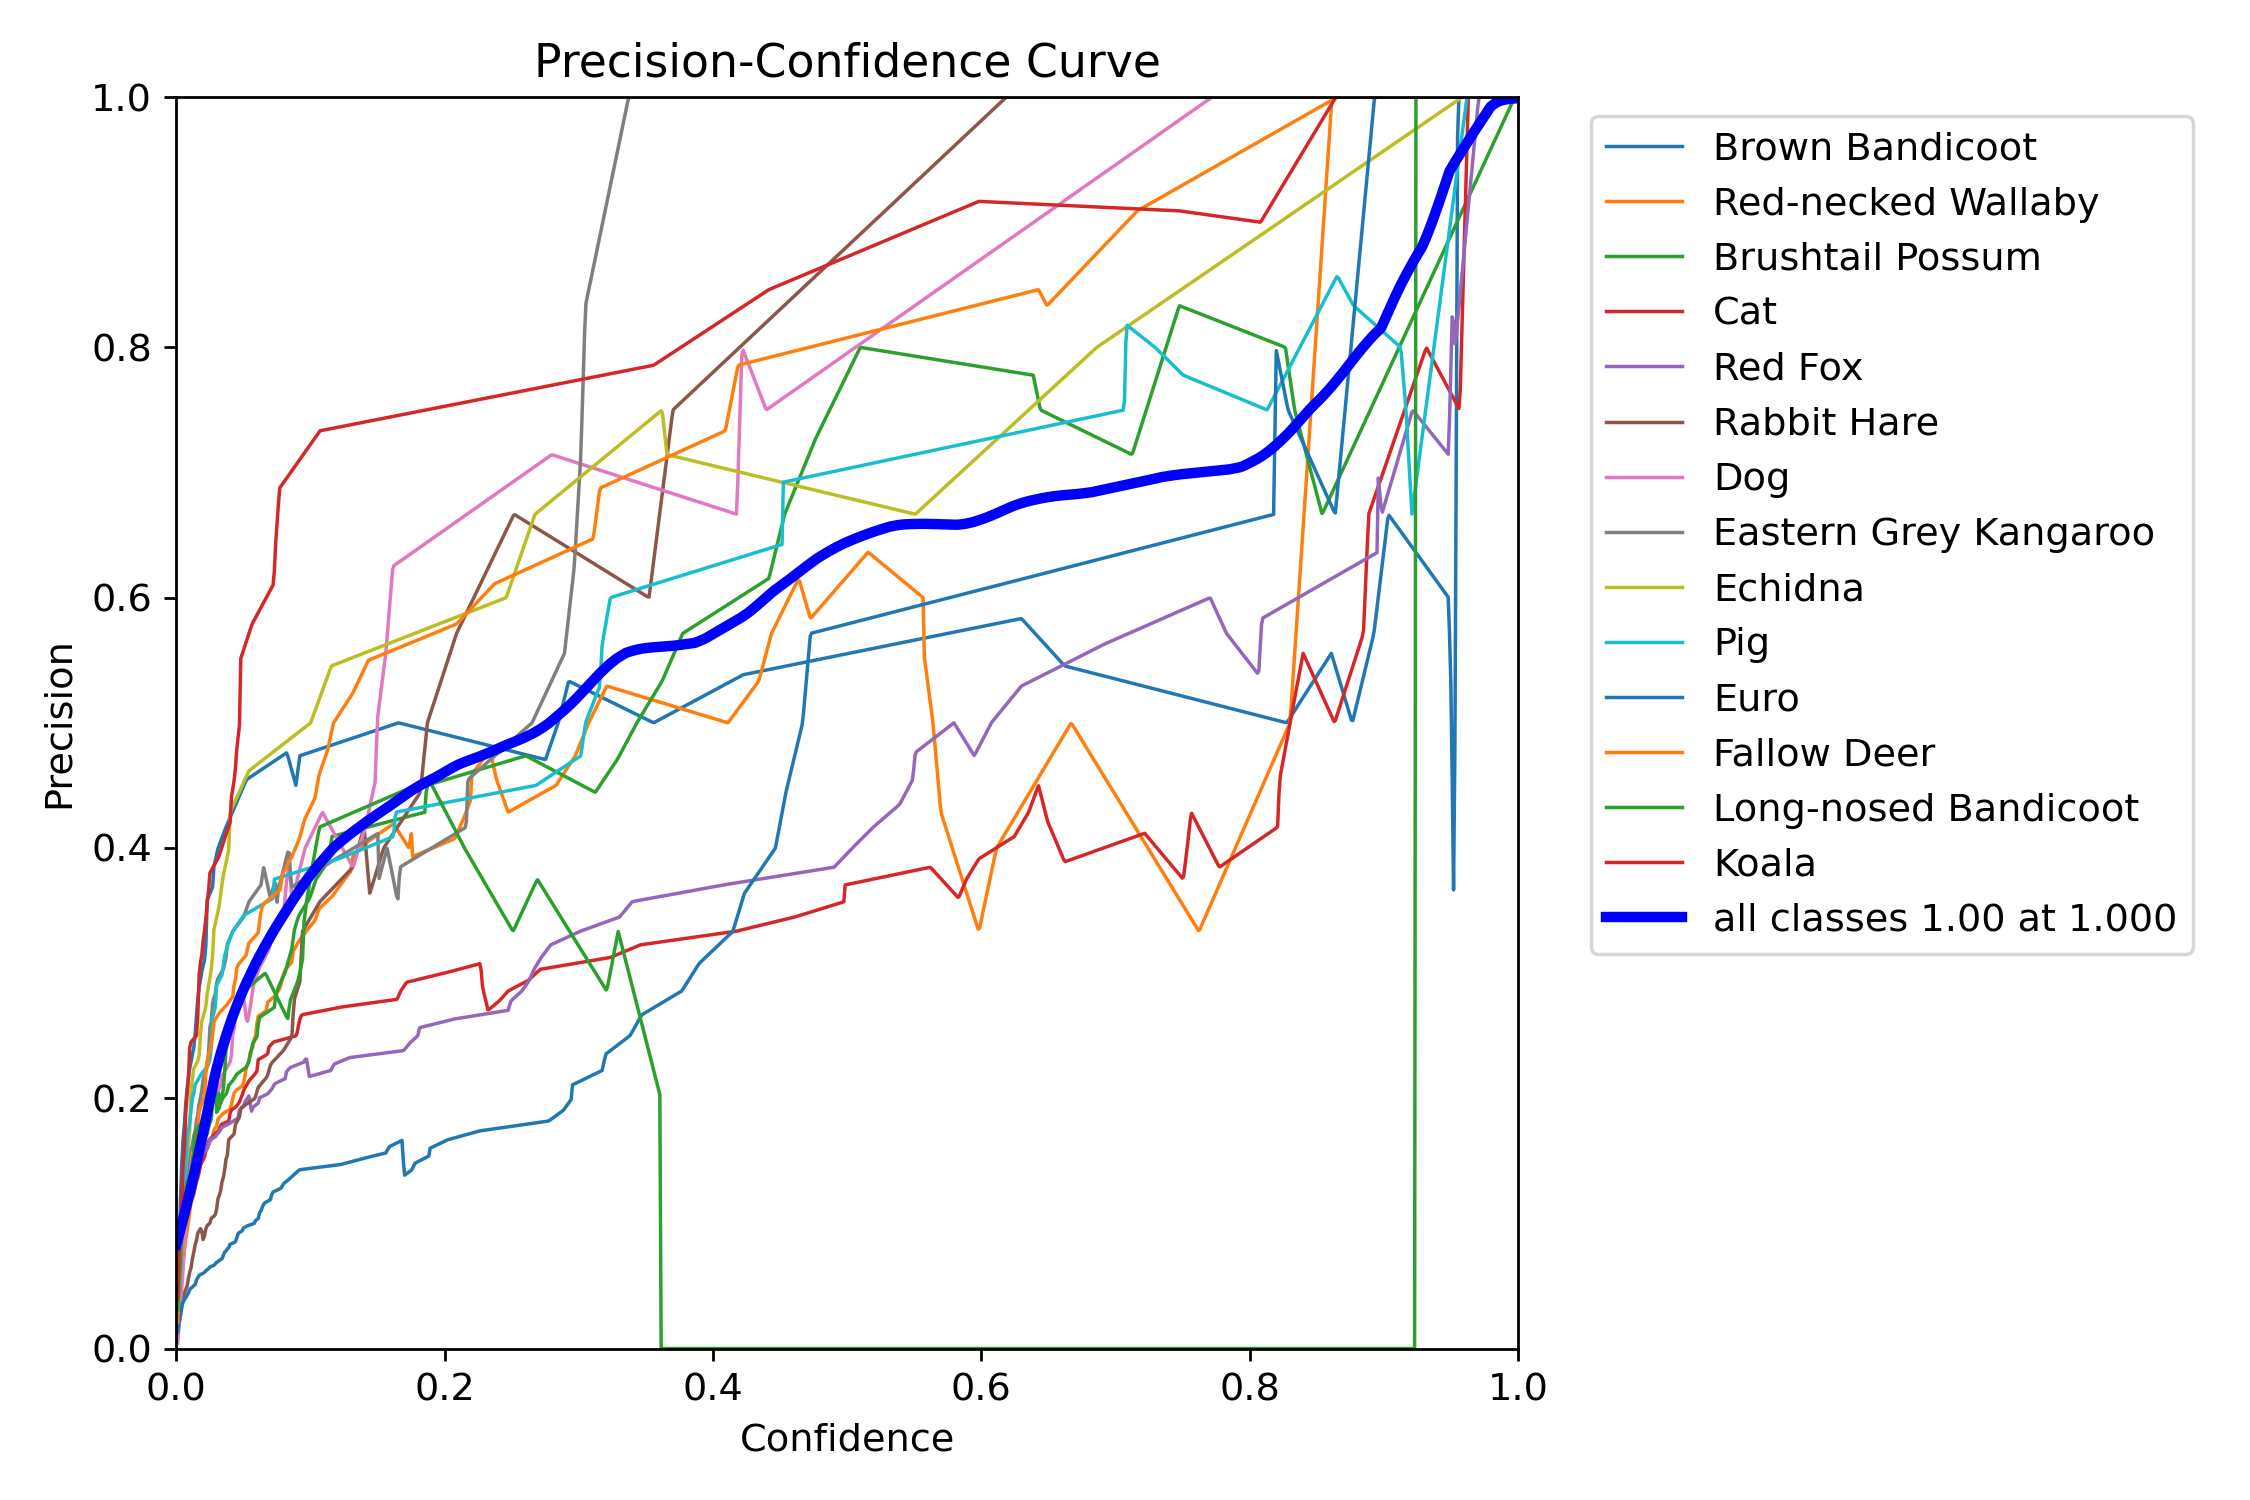 Precision-Confidence Curve
1.0
0.8
0.6
0.4
0.2
0.0
Precision
0.0 0.2 0.4 0.6 0.8 1.0
Confidence
Brown Bandicoot
Red-necked Wallaby
Brushtail Possum
Cat
Red Fox
Rabbit Hare
Dog
Eastern Grey Kangaroo
Echidna
Pig
Euro
Fallow Deer
Long-nosed Bandicoot
Koala
all classes 1.00 at 1.000